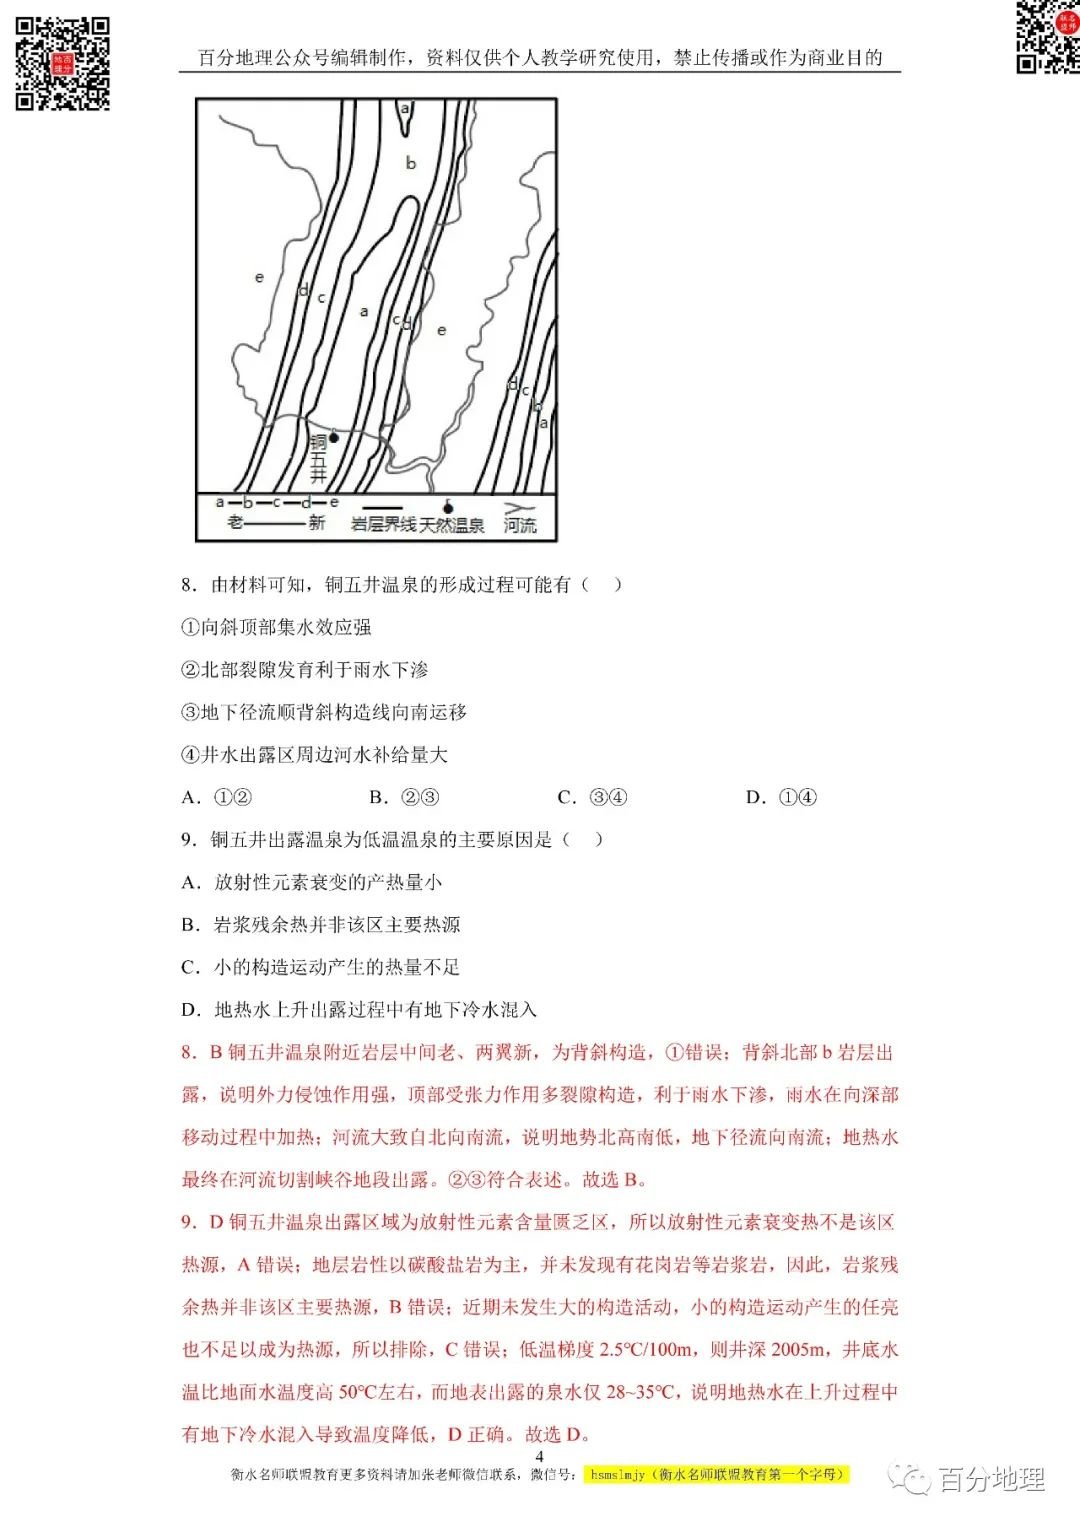 百分地理公众号编辑制作，资料仅供个人教学研究使用，禁止传播或作为商业目的
百分
地理
联名
师
a
b
e
d
c
a
c
d
e
d
c
b
a
铜五井
a—b—c—d—e
老——新
岩层界线
天然温泉
河流
8．由材料可知，铜五井温泉的形成过程可能有（ ）
①向斜顶部集水效应强
②北部裂隙发育利于雨水下渗
③地下径流顺背斜构造线向南运移
④井水出露区周边河水补给量大
A．①② B．②③ C．③④ D．①④
9．铜五井出露温泉为低温温泉的主要原因是（ ）
A．放射性元素衰变的产热量小
B．岩浆残余热并非该区主要热源
C．小的构造运动产生的热量不足
D．地热水上升出露过程中有地下冷水混入
8．B 铜五井温泉附近岩层中间老、两翼新，为背斜构造，①错误；背斜北部 b 岩层出
露，说明外力侵蚀作用强，顶部受张力作用多裂隙构造，利于雨水下渗，雨水在向深部
移动过程中加热；河流大致自北向南流，说明地势北高南低，地下径流向南流；地热水
最终在河流切割峡谷地段出露。②③符合表述。故选 B。
9．D 铜五井温泉出露区域为放射性元素含量匮乏区，所以放射性元素衰变热不是该区
热源，A 错误；地层岩性以碳酸盐岩为主，并未发现有花岗岩等岩浆岩，因此，岩浆残
余热并非该区主要热源，B 错误；近期未发生大的构造活动，小的构造运动产生的任亮
也不足以成为热源，所以排除，C 错误；低温梯度 2.5℃/100m，则井深 2005m，井底水
温比地面水温度高 50℃左右，而地表出露的泉水仅 28~35℃，说明地热水在上升过程中
有地下冷水混入导致温度降低，D 正确。故选 D。
4
衡水名师联盟教育更多资料请加张老师微信联系，微信号： hsmslmjy（衡水名师联盟教育第一个字母）
百分地理